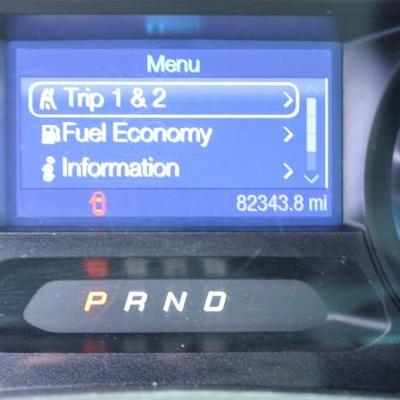 Menu
Trip 1 & 2
Fuel Economy
Information
82343.8 mi
P R N D